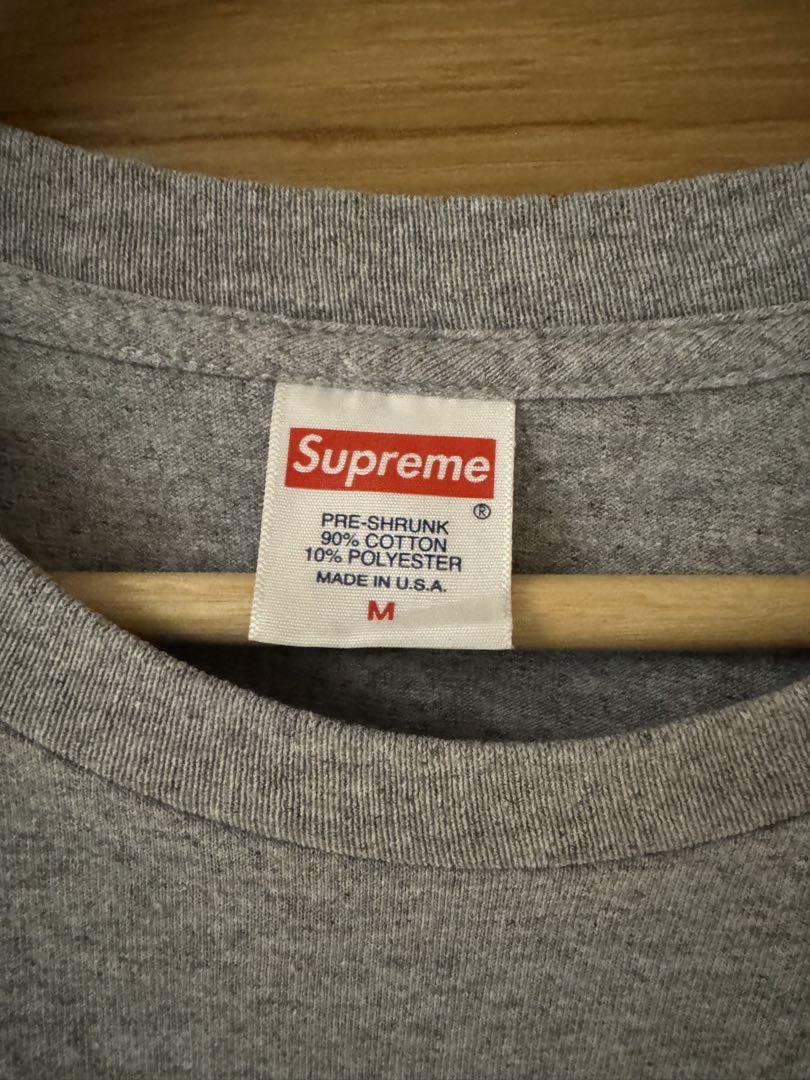 Supreme
®
PRE-SHRUNK
90% COTTON
10% POLYESTER
MADE IN U.S.A.
M